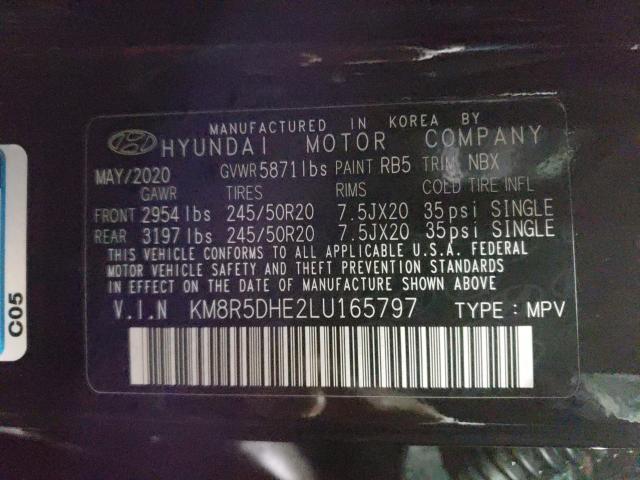 MANUFACTURED IN KOREA BY
HYUNDAI MOTOR COMPANY
MAY/2020 GVWR 5871lbs PAINT RB5 TRIM NBX
GAWR TIRES RIMS COLD TIRE INFL
FRONT 2954 lbs 245/50R20 7.5JX20 35psi SINGLE
REAR 3197 lbs 245/50R20 7.5JX20 35psi SINGLE
THIS VEHICLE CONFORMS TO ALL APPLICABLE U.S.A. FEDERAL
MOTOR VEHICLE SAFETY AND THEFT PREVENTION STANDARDS
IN EFFECT ON THE DATE OF MANUFACTURE SHOWN ABOVE
V.I.N KM8R5DHE2LU165797 TYPE : MPV
C05